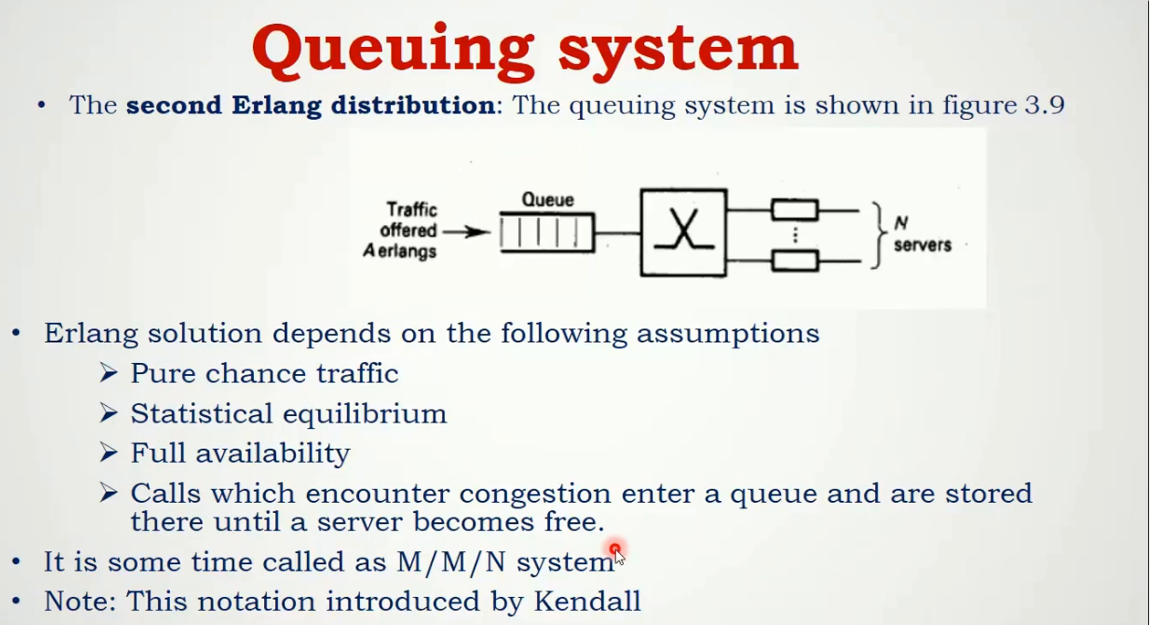 Queuing system
• The second Erlang distribution: The queuing system is shown in figure 3.9
Queue
Traffic
offered
A erlangs
N
servers
• Erlang solution depends on the following assumptions
➢ Pure chance traffic
➢ Statistical equilibrium
➢ Full availability
➢ Calls which encounter congestion enter a queue and are stored
there until a server becomes free.
• It is some time called as M/M/N system
• Note: This notation introduced by Kendall